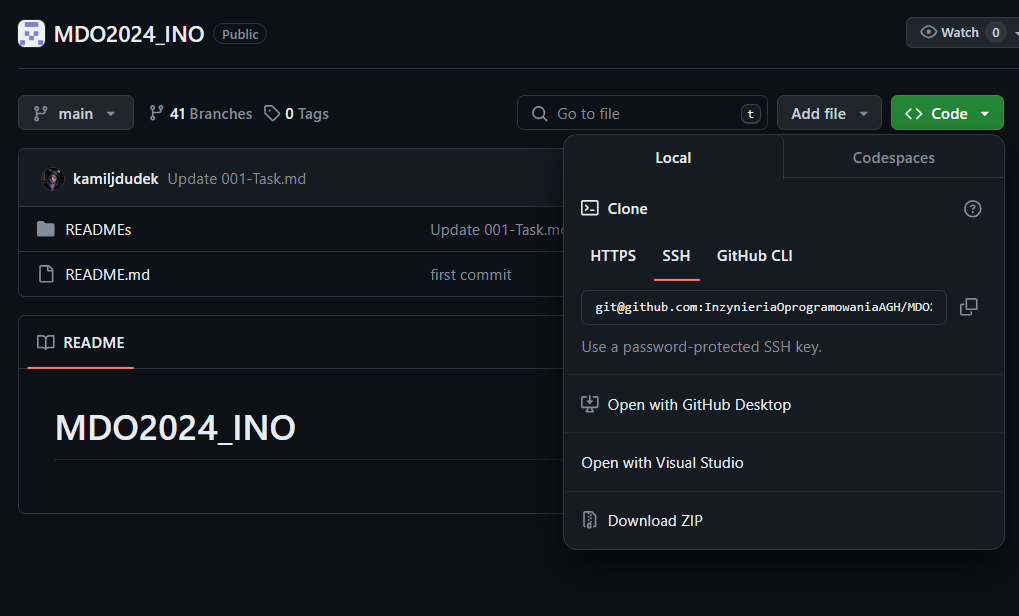 MDO2024_INO Public Watch 0
main 41 Branches 0 Tags Go to file t Add file <> Code
kamiljdudek Update 001-Task.md
READMEs Update 001-Task.m
README.md first commit
README
MDO2024_INO
Local Codespaces
Clone
HTTPS SSH GitHub CLI
git@github.com:InzynieriaOprogramowaniaAGH/MDO2
Use a password-protected SSH key.
Open with GitHub Desktop
Open with Visual Studio
Download ZIP